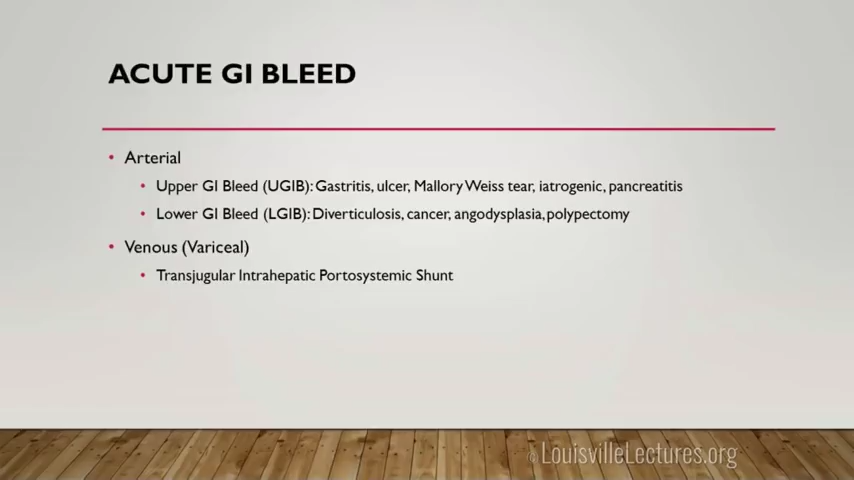 ACUTE GI BLEED
• Arterial
• Upper GI Bleed (UGIB): Gastritis, ulcer, Mallory Weiss tear, iatrogenic, pancreatitis
• Lower GI Bleed (LGIB): Diverticulosis, cancer, angodysplasia, polypectomy
• Venous (Variceal)
• Transjugular Intrahepatic Portosystemic Shunt
© LouisvilleLectures.org